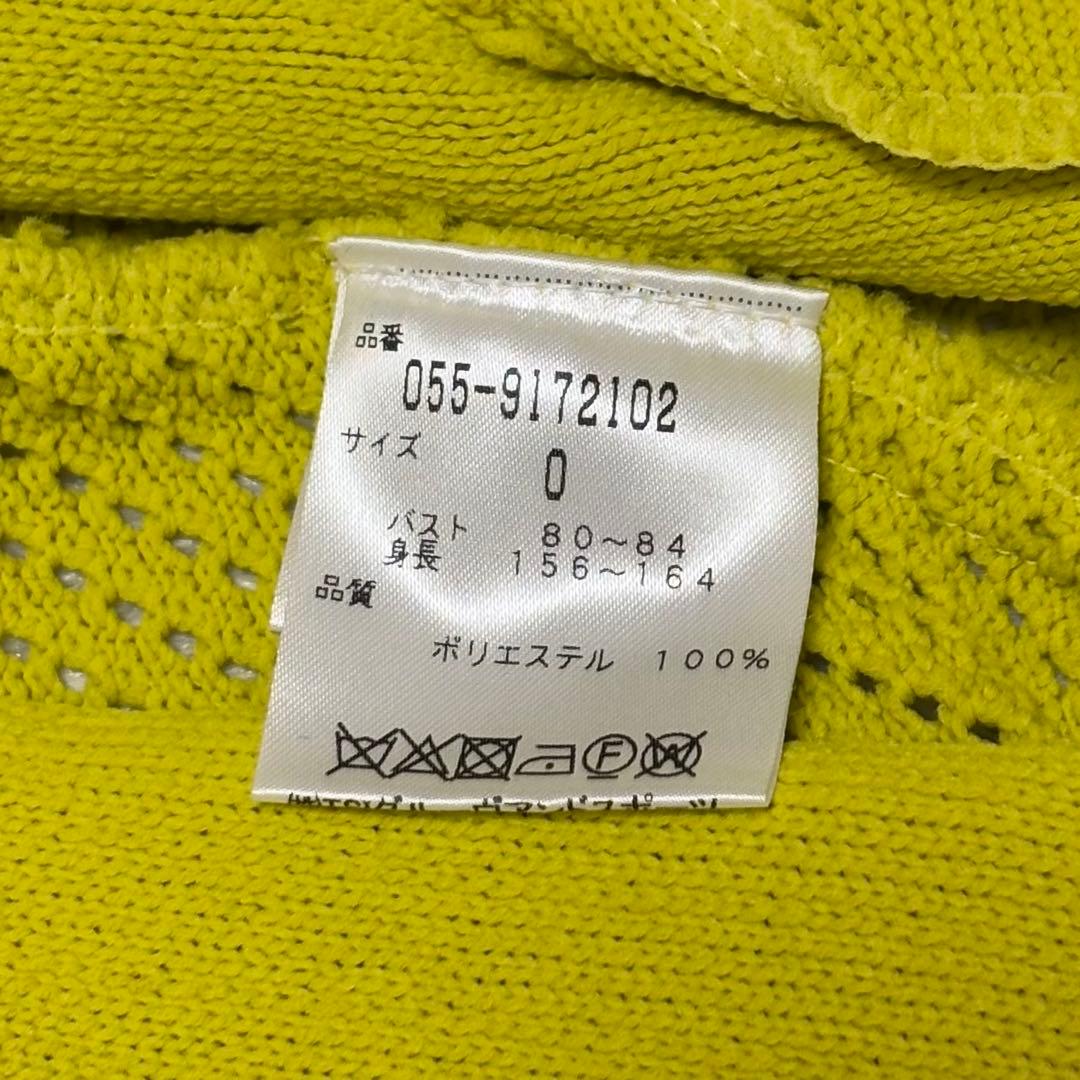 品番
055-9172102
サイズ
0
バスト 80~84
身長 156~164
品質
ポリエステル 100%
F W